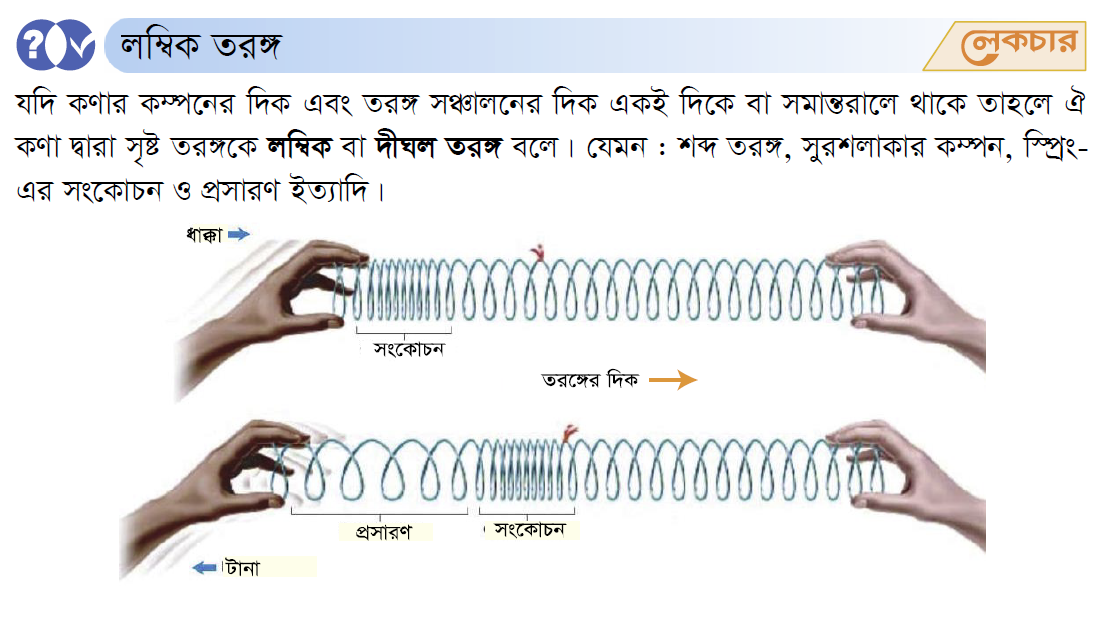 লম্বিক তরঙ্গ
লেকচার
যদি কণার কম্পনের দিক এবং তরঙ্গ সঞ্চালনের দিক একই দিকে বা সমান্তরালে থাকে তাহলে ঐ
কণা দ্বারা সৃষ্ট তরঙ্গকে লম্বিক বা দীঘল তরঙ্গ বলে। যেমন : শব্দ তরঙ্গ, সুরশলাকার কম্পন, স্প্রিং-
এর সংকোচন ও প্রসারণ ইত্যাদি।
ধাক্কা
সংকোচন
তরঙ্গের দিক
প্রসারণ
সংকোচন
টানা